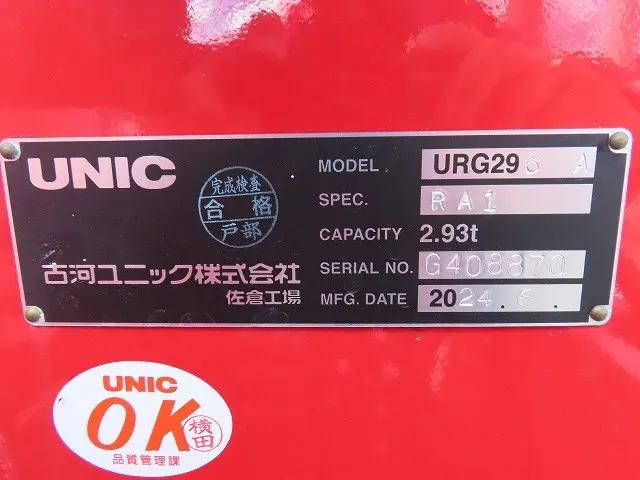 UNIC
完成検査
合格
戸部
古河ユニック株式会社
佐倉工場
MODEL URG296 A
SPEC. RA1
CAPACITY 2.93t
SERIAL NO. G408870
MFG. DATE 2024.6.
UNIC
OK
横田
品質管理課